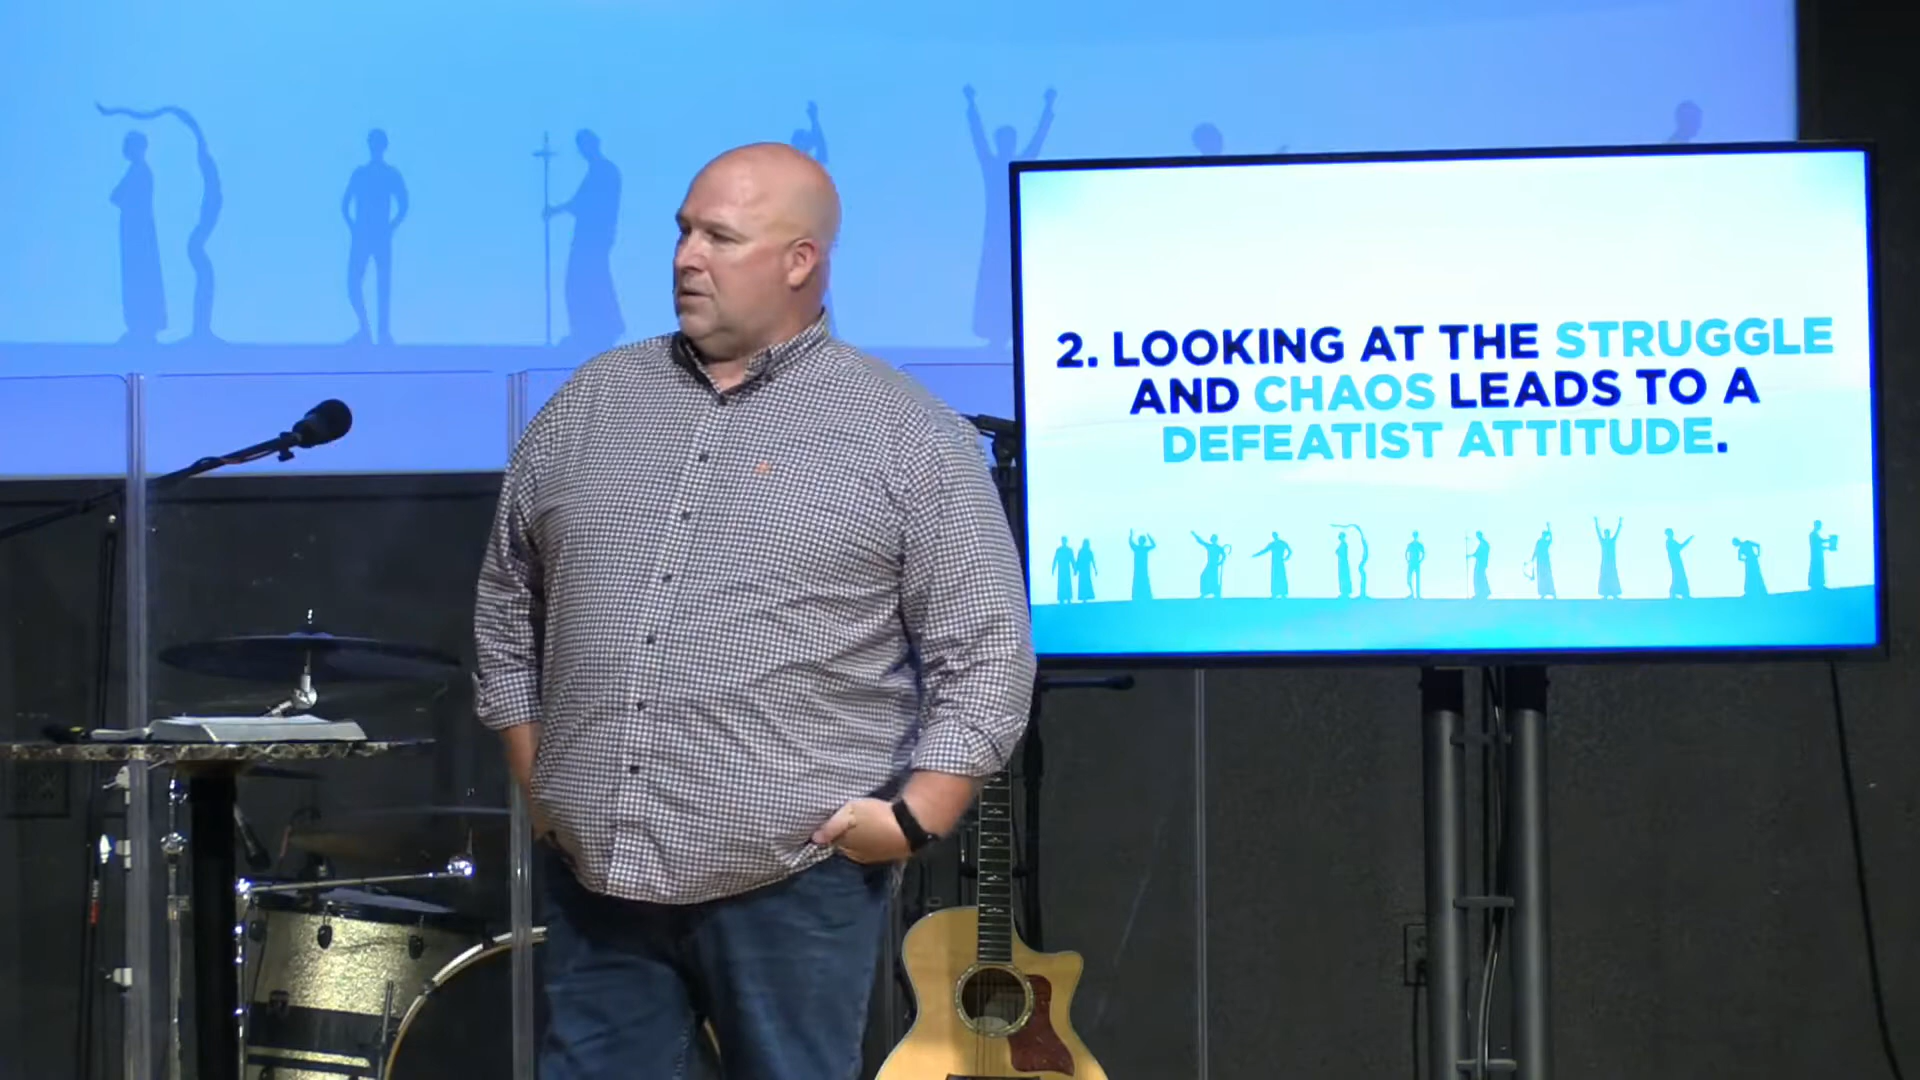 2. LOOKING AT THE STRUGGLE
AND CHAOS LEADS TO A
DEFEATIST ATTITUDE.